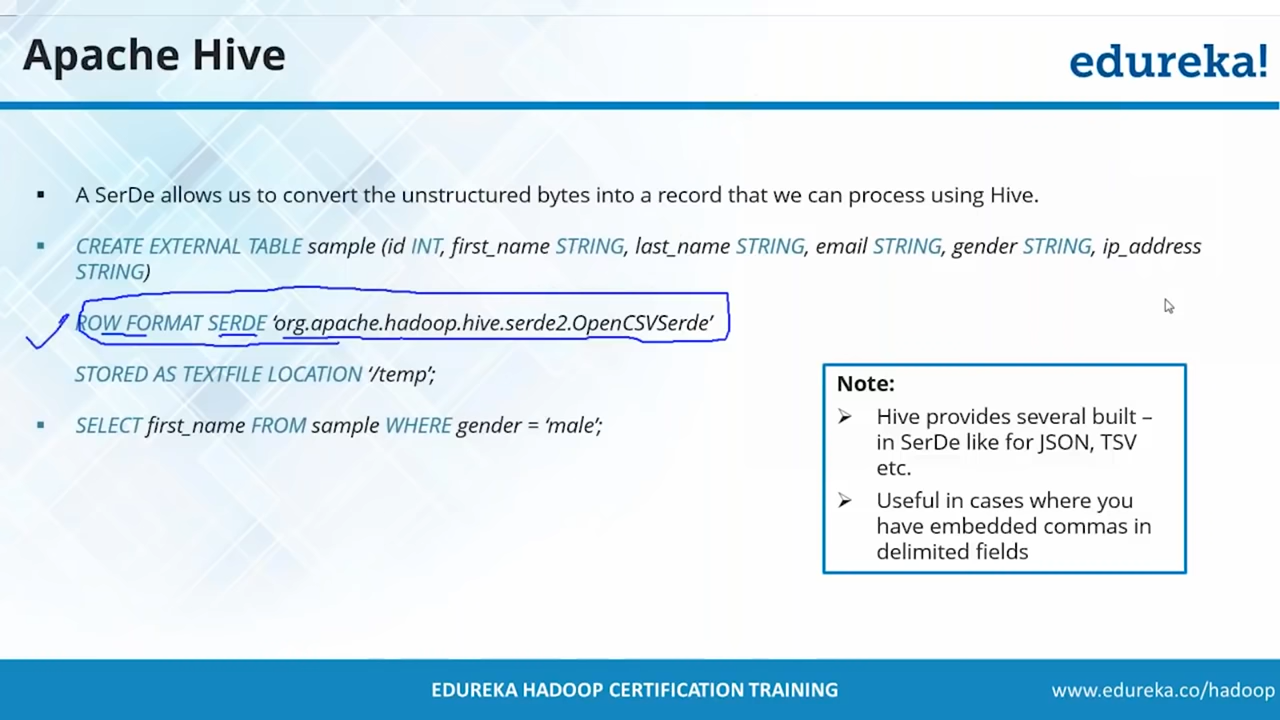 Apache Hive
edureka!
▪ A SerDe allows us to convert the unstructured bytes into a record that we can process using Hive.
▪ CREATE EXTERNAL TABLE sample (id INT, first_name STRING, last_name STRING, email STRING, gender STRING, ip_address
STRING)
ROW FORMAT SERDE ‘org.apache.hadoop.hive.serde2.OpenCSVSerde’
STORED AS TEXTFILE LOCATION ‘/temp’;
▪ SELECT first_name FROM sample WHERE gender = ‘male’;
Note:
➢ Hive provides several built –
in SerDe like for JSON, TSV
etc.
➢ Useful in cases where you
have embedded commas in
delimited fields
EDUREKA HADOOP CERTIFICATION TRAINING
www.edureka.co/hadoop